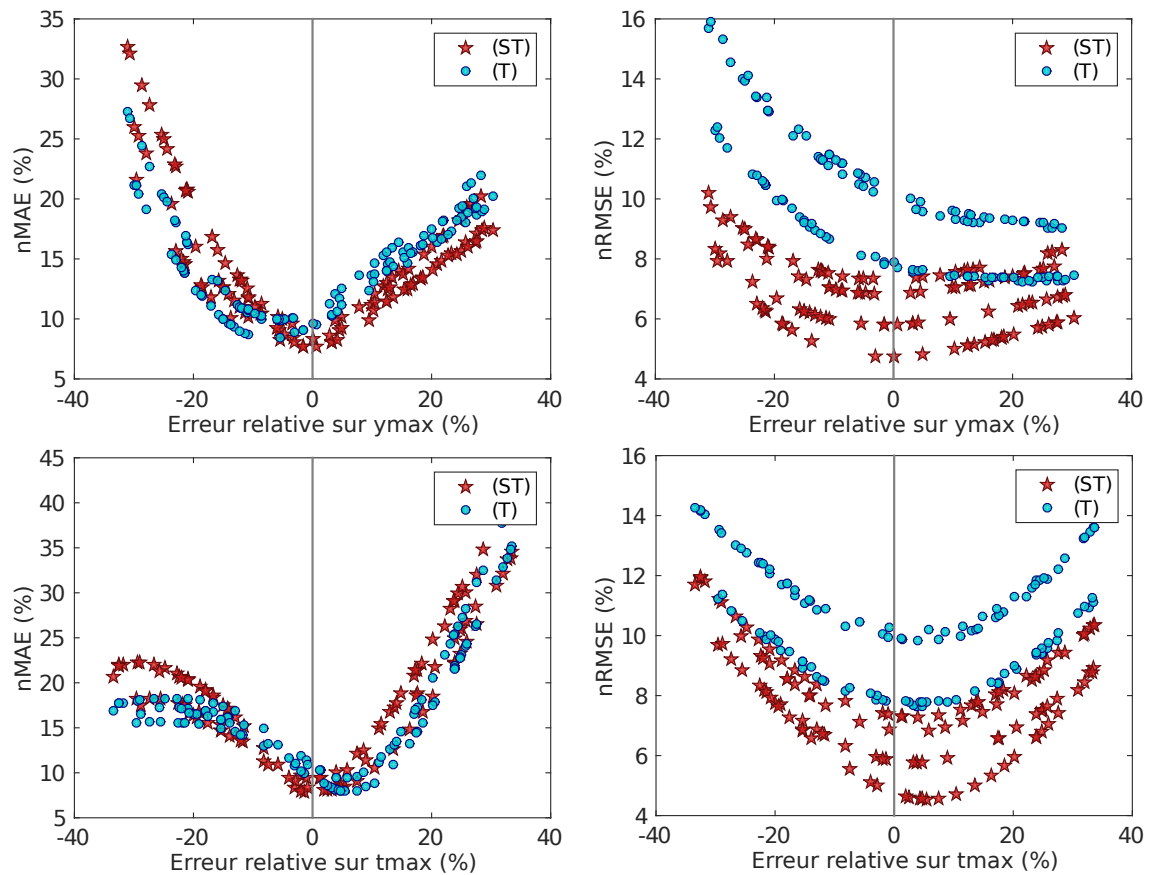 35
30
25
20
15
10
5
nMAE (%)
(ST)
(T)
-40 -20 0 20 40
Erreur relative sur ymax (%)
16
14
12
10
8
6
4
nRMSE (%)
(ST)
(T)
-40 -20 0 20 40
Erreur relative sur ymax (%)
45
40
35
30
25
20
15
10
5
nMAE (%)
(ST)
(T)
-40 -20 0 20 40
Erreur relative sur tmax (%)
16
14
12
10
8
6
4
nRMSE (%)
(ST)
(T)
-40 -20 0 20 40
Erreur relative sur tmax (%)